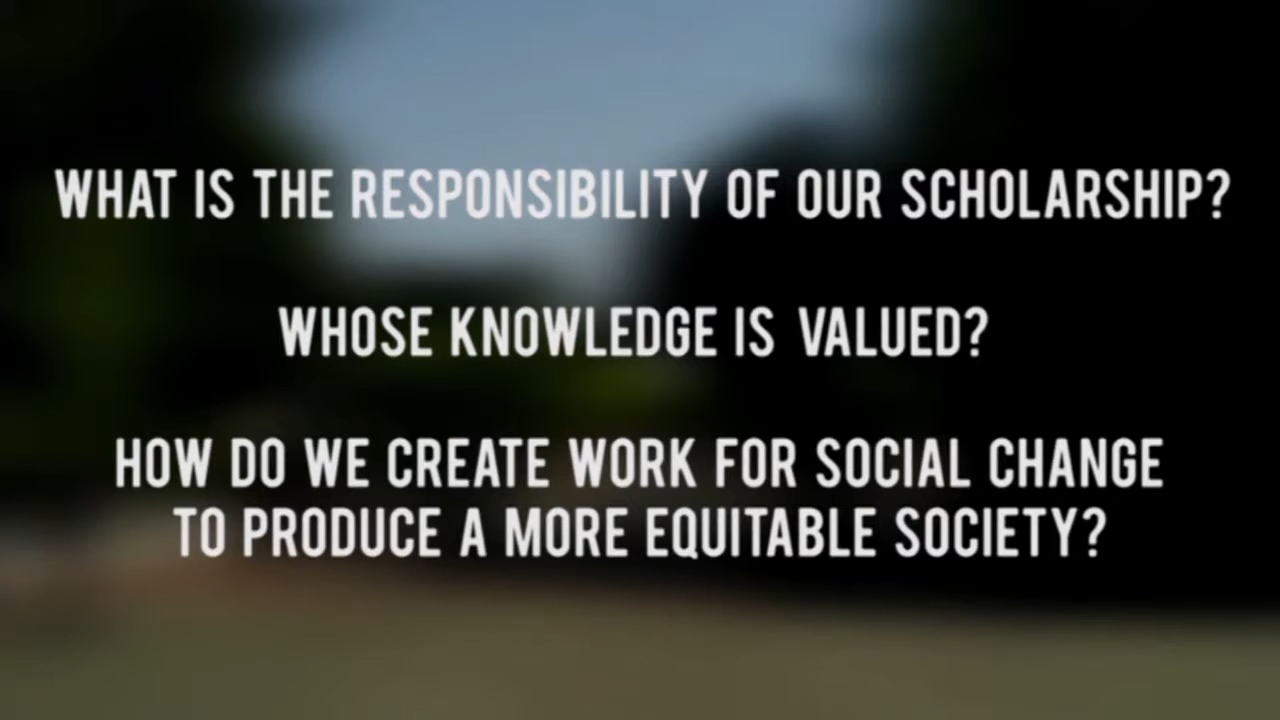 WHAT IS THE RESPONSIBILITY OF OUR SCHOLARSHIP?
WHOSE KNOWLEDGE IS VALUED?
HOW DO WE CREATE WORK FOR SOCIAL CHANGE
TO PRODUCE A MORE EQUITABLE SOCIETY?